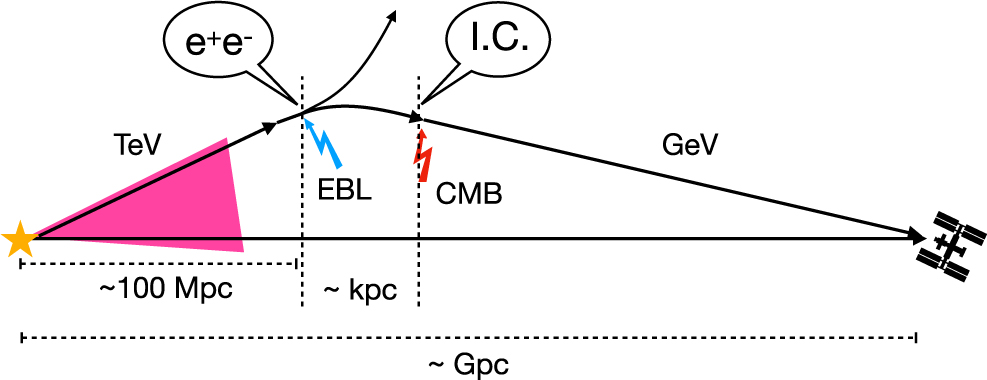 e⁺e⁻
I.C.
TeV
GeV
EBL
CMB
~100 Mpc
~ kpc
~ Gpc